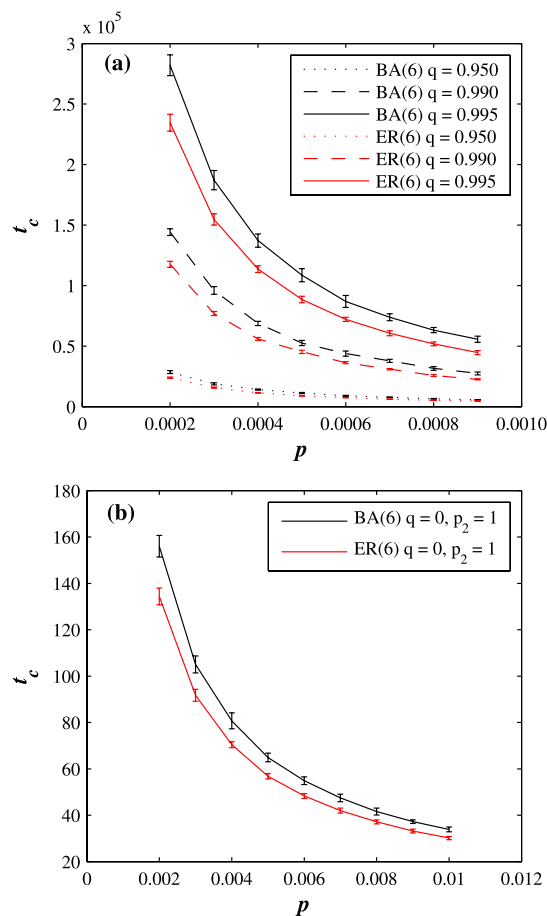 x 10^5
(a)
BA(6) q = 0.950
BA(6) q = 0.990
BA(6) q = 0.995
ER(6) q = 0.950
ER(6) q = 0.990
ER(6) q = 0.995
3
2.5
2
1.5
1
0.5
0
t_c
0 0.0002 0.0004 0.0006 0.0008 0.0010
p
(b)
BA(6) q = 0, p_2 = 1
ER(6) q = 0, p_2 = 1
180
160
140
120
100
80
60
40
20
t_c
0 0.002 0.004 0.006 0.008 0.01 0.012
p